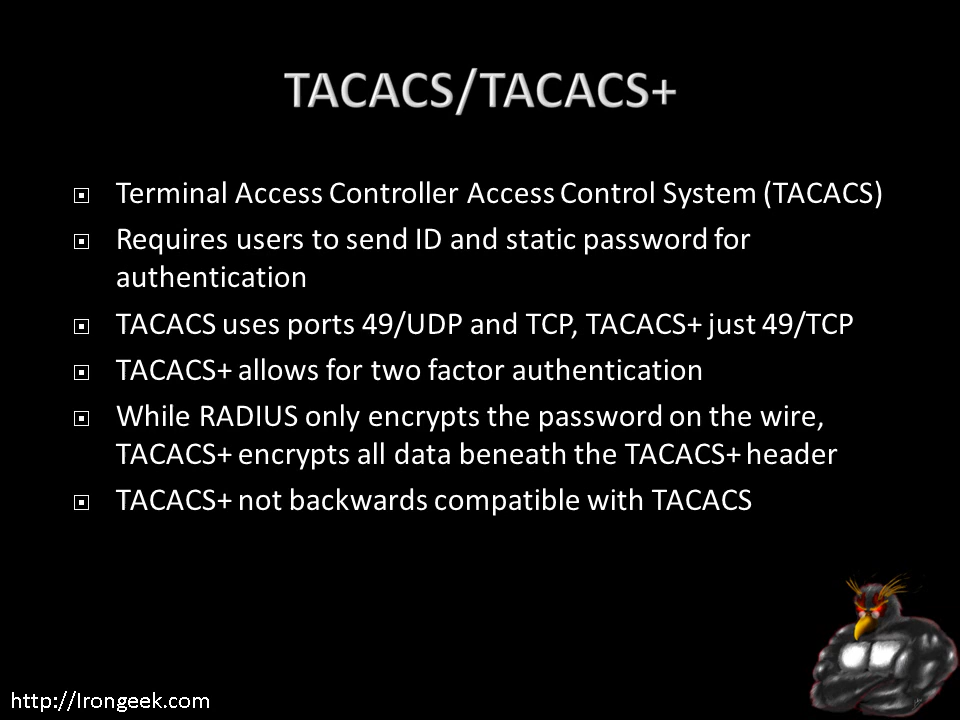 TACACS/TACACS+
Terminal Access Controller Access Control System (TACACS)
Requires users to send ID and static password for
authentication
TACACS uses ports 49/UDP and TCP, TACACS+ just 49/TCP
TACACS+ allows for two factor authentication
While RADIUS only encrypts the password on the wire,
TACACS+ encrypts all data beneath the TACACS+ header
TACACS+ not backwards compatible with TACACS
http://Irongeek.com